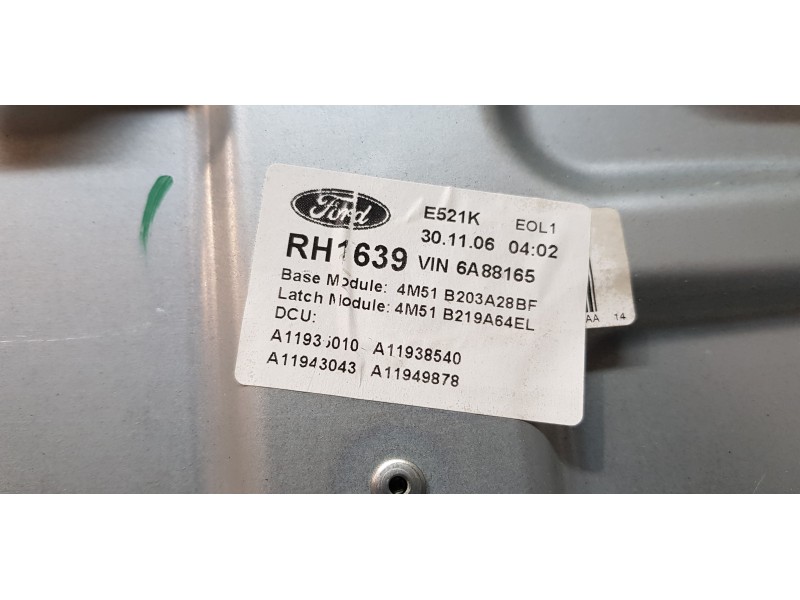 Ford
E521K EOL1
30.11.06 04:02
RH1639 VIN 6A88165
Base Module: 4M51 B203A28BF
Latch Module: 4M51 B219A64EL
DCU:
A11936010 A11938540
A11943043 A11949878
AA 14